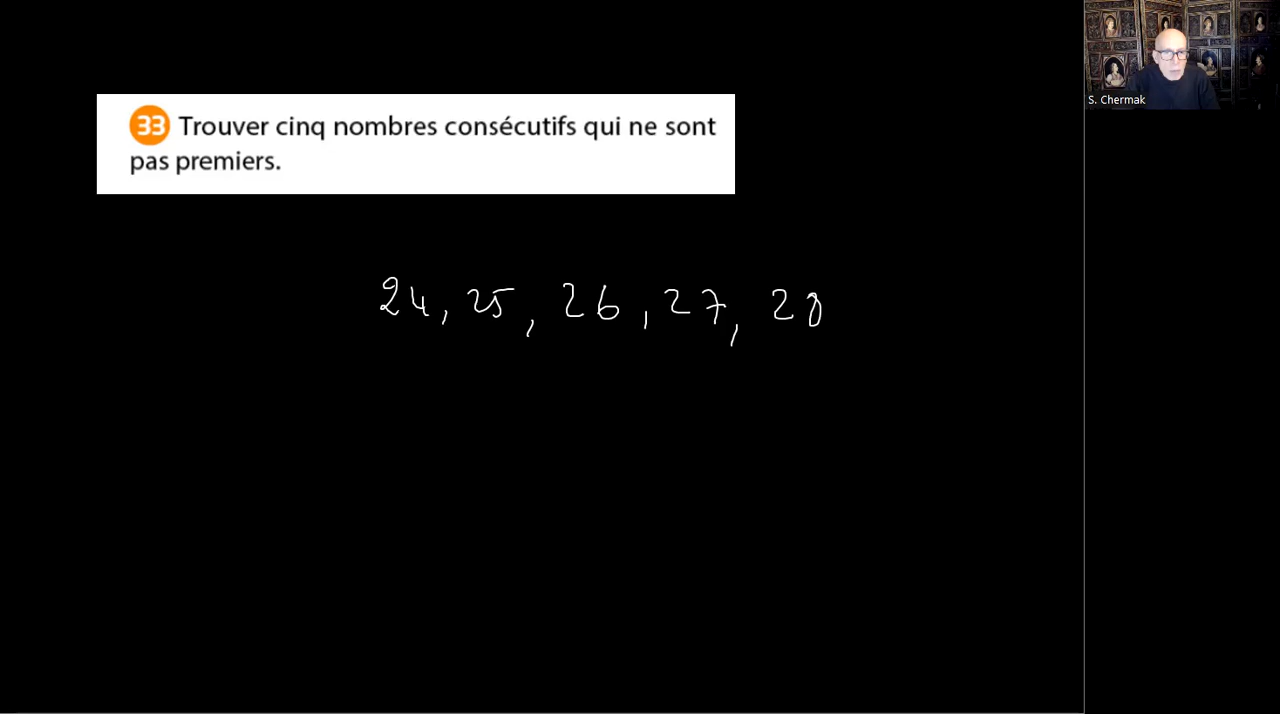 33 Trouver cinq nombres consécutifs qui ne sont
pas premiers.
24, 25, 26, 27, 28
S. Chermak